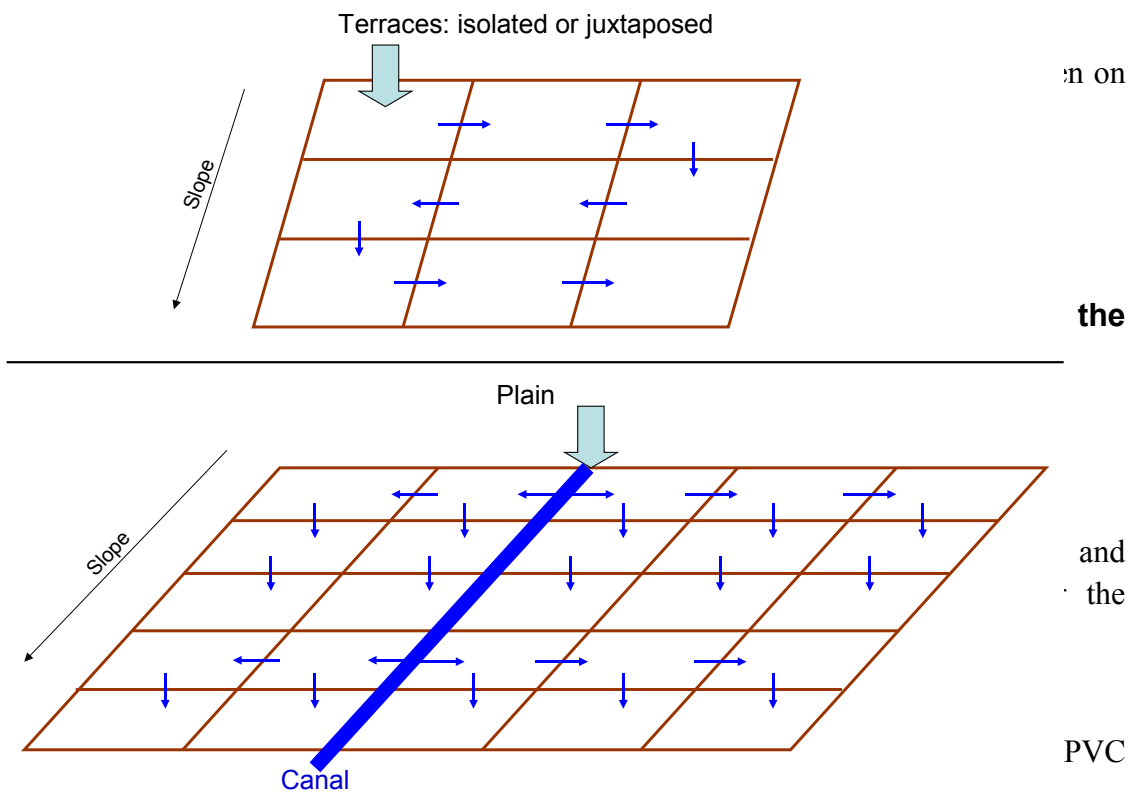 Terraces: isolated or juxtaposed
on
Slope
the
Plain
Slope
and
the
PVC
Canal